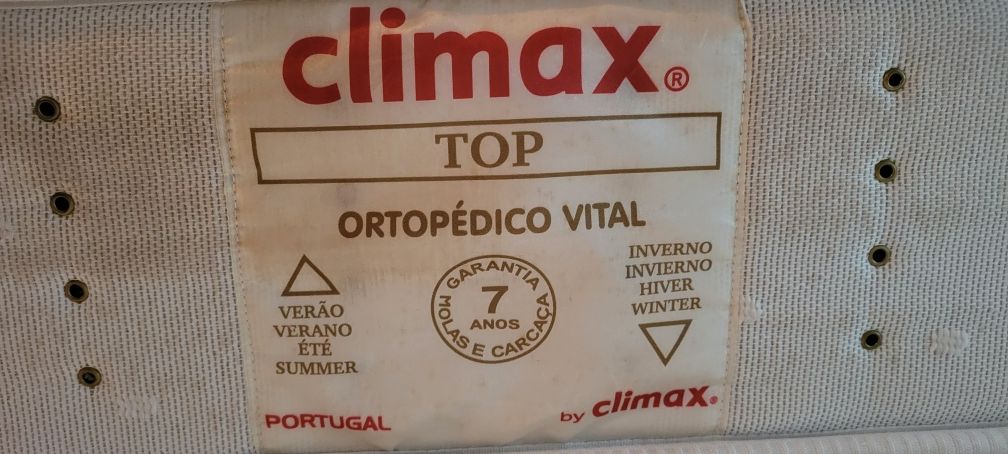 climax®
TOP
ORTOPÉDICO VITAL
VERÃO
VERANO
ÉTÉ
SUMMER
GARANTIA
7
ANOS
MOLAS E CARCAÇA
INVERNO
INVIERNO
HIVER
WINTER
PORTUGAL
by climax®